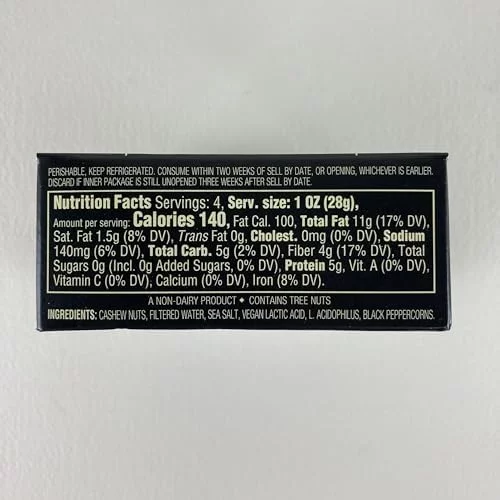 PERISHABLE, KEEP REFRIGERATED. CONSUME WITHIN TWO WEEKS OF SELL BY DATE, OR OPENING, WHICHEVER IS EARLIER.
DISCARD IF INNER PACKAGE IS STILL UNOPENED THREE WEEKS AFTER SELL BY DATE.
Nutrition Facts Servings: 4, Serv. size: 1 OZ (28g),
Amount per serving: Calories 140, Fat Cal. 100, Total Fat 11g (17% DV),
Sat. Fat 1.5g (8% DV), Trans Fat 0g, Cholest. 0mg (0% DV), Sodium
140mg (6% DV), Total Carb. 5g (2% DV), Fiber 4g (17% DV), Total
Sugars 0g (Incl. 0g Added Sugars, 0% DV), Protein 5g, Vit. A (0% DV),
Vitamin C (0% DV), Calcium (0% DV), Iron (8% DV).
A NON-DAIRY PRODUCT ◆ CONTAINS TREE NUTS
INGREDIENTS: CASHEW NUTS, FILTERED WATER, SEA SALT, VEGAN LACTIC ACID, L. ACIDOPHILUS, BLACK PEPPERCORNS.